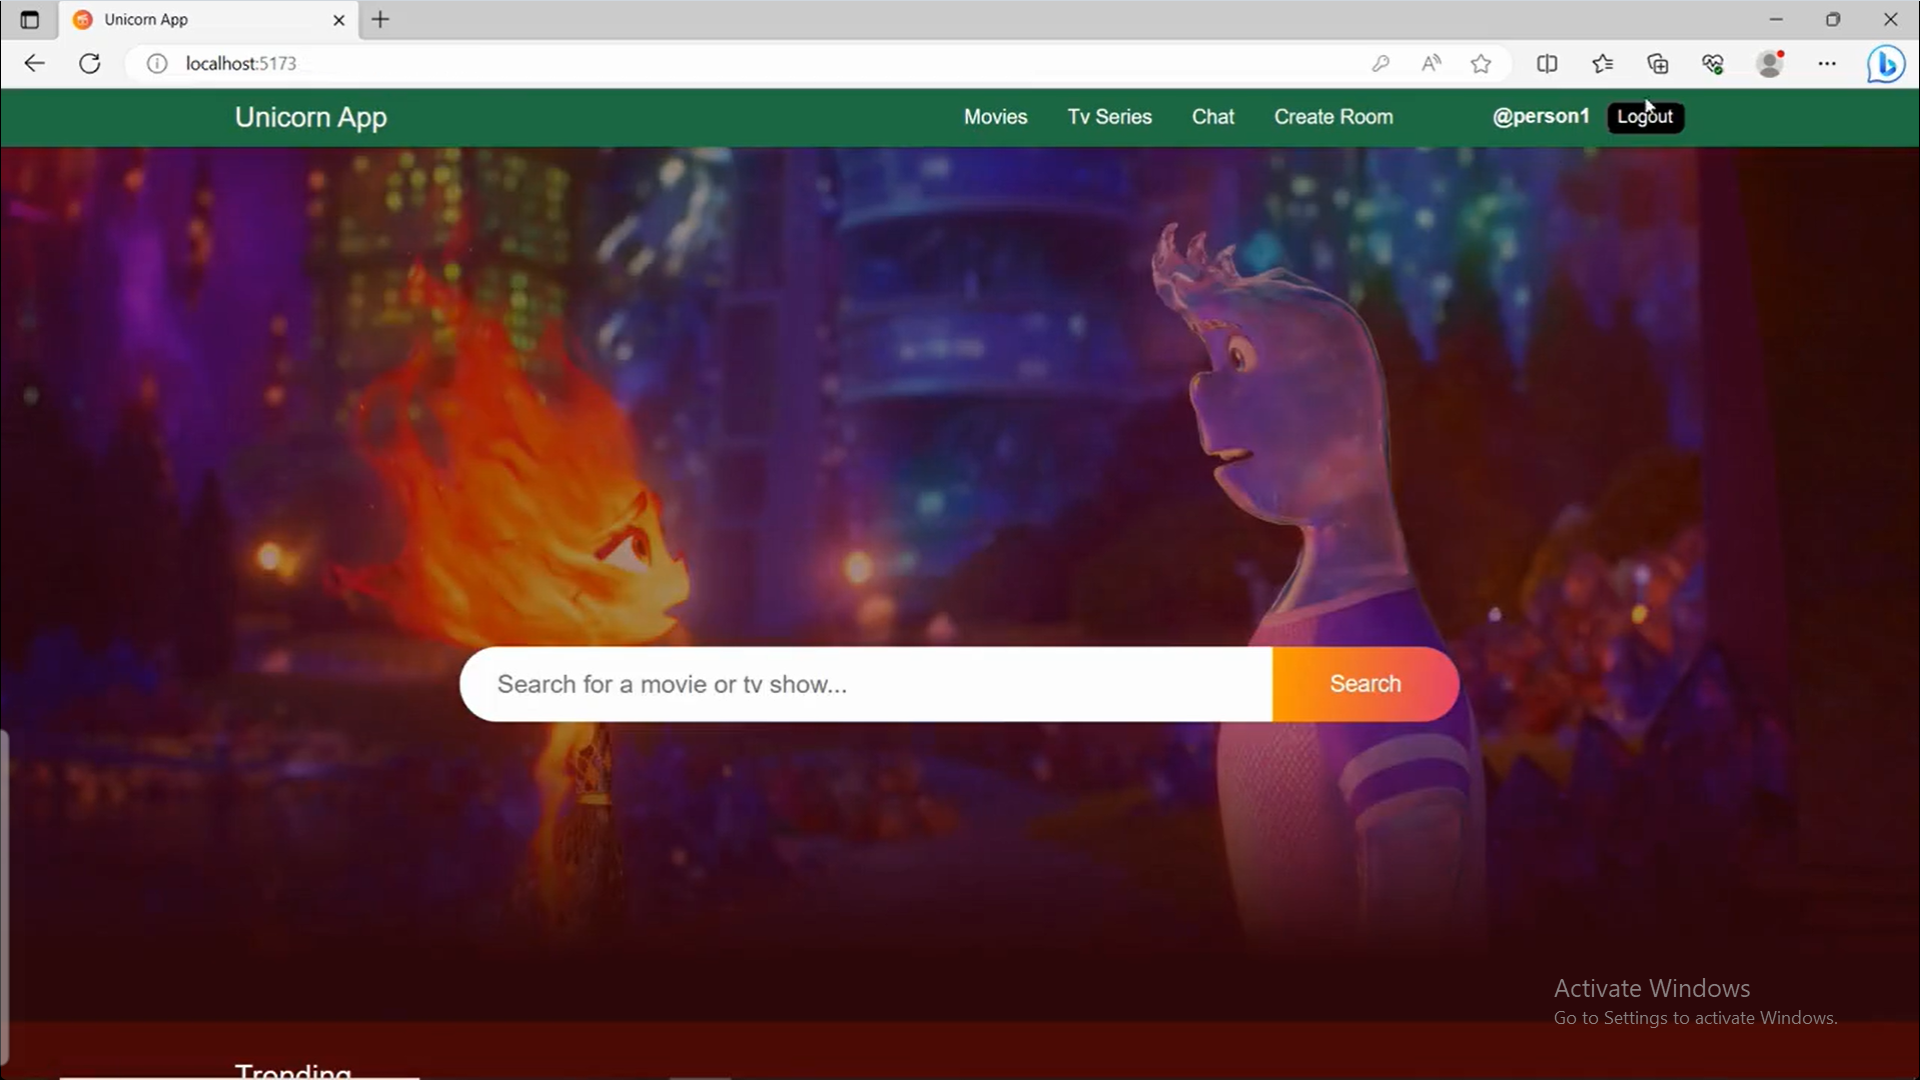 Unicorn App
localhost:5173
Unicorn App
Movies
Tv Series
Chat
Create Room
@person1
Logout
Search for a movie or tv show...
Search
Activate Windows
Go to Settings to activate Windows.
Trending